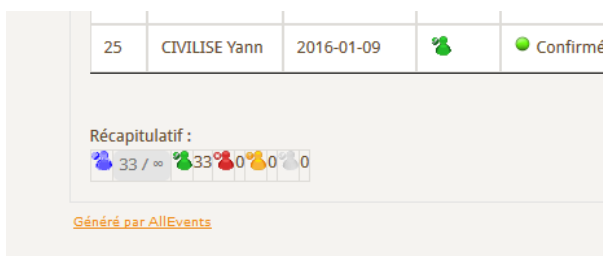 25 CIVILISE Yann 2016-01-09 Confirmé
Récapitulatif :
33 / ∞ 33 0 0 0
Généré par AllEvents